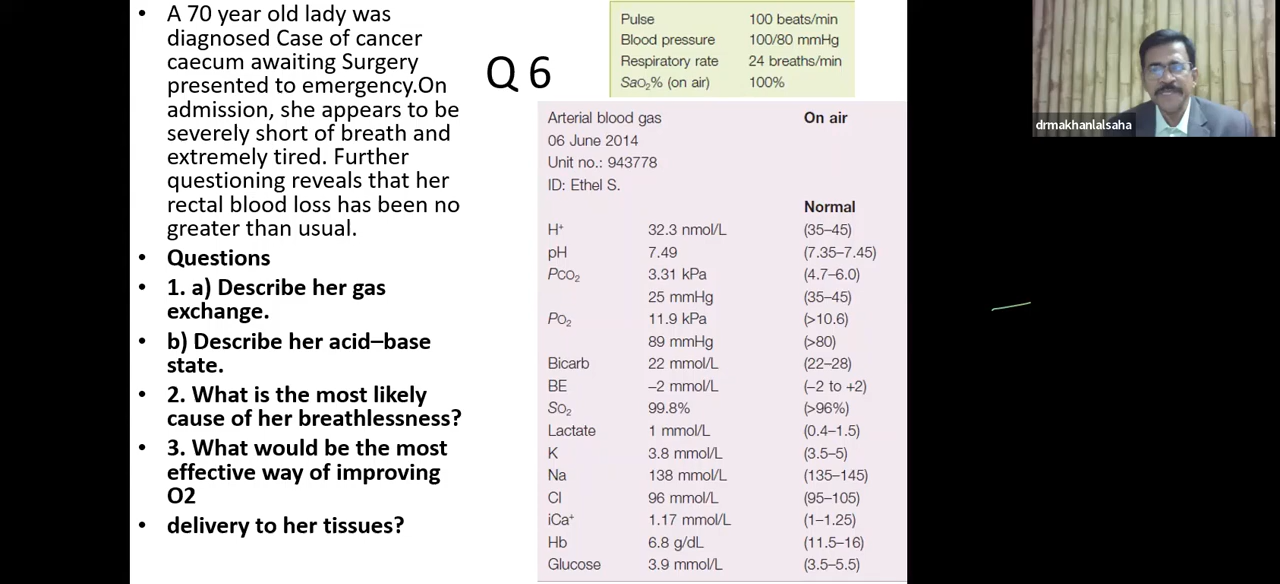 • A 70 year old lady was
diagnosed Case of cancer
caecum awaiting Surgery
presented to emergency.On
admission, she appears to be
severely short of breath and
extremely tired. Further
questioning reveals that her
rectal blood loss has been no
greater than usual.
• Questions
• 1. a) Describe her gas
exchange.
• b) Describe her acid–base
state.
• 2. What is the most likely
cause of her breathlessness?
• 3. What would be the most
effective way of improving
O2
• delivery to her tissues?
Q 6
Pulse 100 beats/min
Blood pressure 100/80 mmHg
Respiratory rate 24 breaths/min
SaO₂% (on air) 100%
Arterial blood gas On air
06 June 2014
Unit no.: 943778
ID: Ethel S.
Normal
H⁺ 32.3 nmol/L (35–45)
pH 7.49 (7.35–7.45)
PCO₂ 3.31 kPa (4.7–6.0)
25 mmHg (35–45)
PO₂ 11.9 kPa (>10.6)
89 mmHg (>80)
Bicarb 22 mmol/L (22–28)
BE –2 mmol/L (–2 to +2)
SO₂ 99.8% (>96%)
Lactate 1 mmol/L (0.4–1.5)
K 3.8 mmol/L (3.5–5)
Na 138 mmol/L (135–145)
Cl 96 mmol/L (95–105)
iCa⁺ 1.17 mmol/L (1–1.25)
Hb 6.8 g/dL (11.5–16)
Glucose 3.9 mmol/L (3.5–5.5)
drmakhanlalsaha